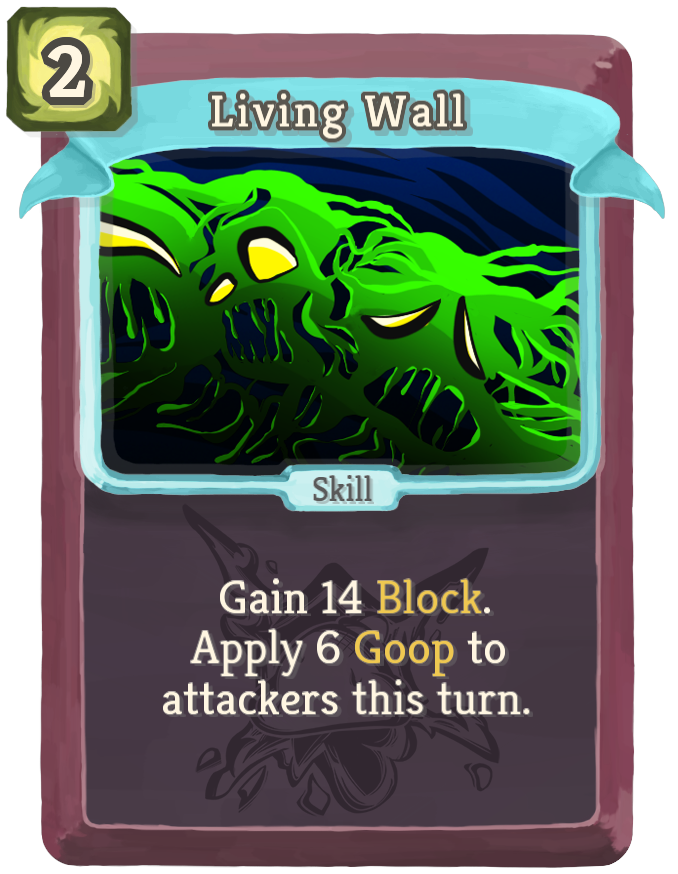 2
Living Wall
Skill
Gain 14 Block.
Apply 6 Goop to
attackers this turn.